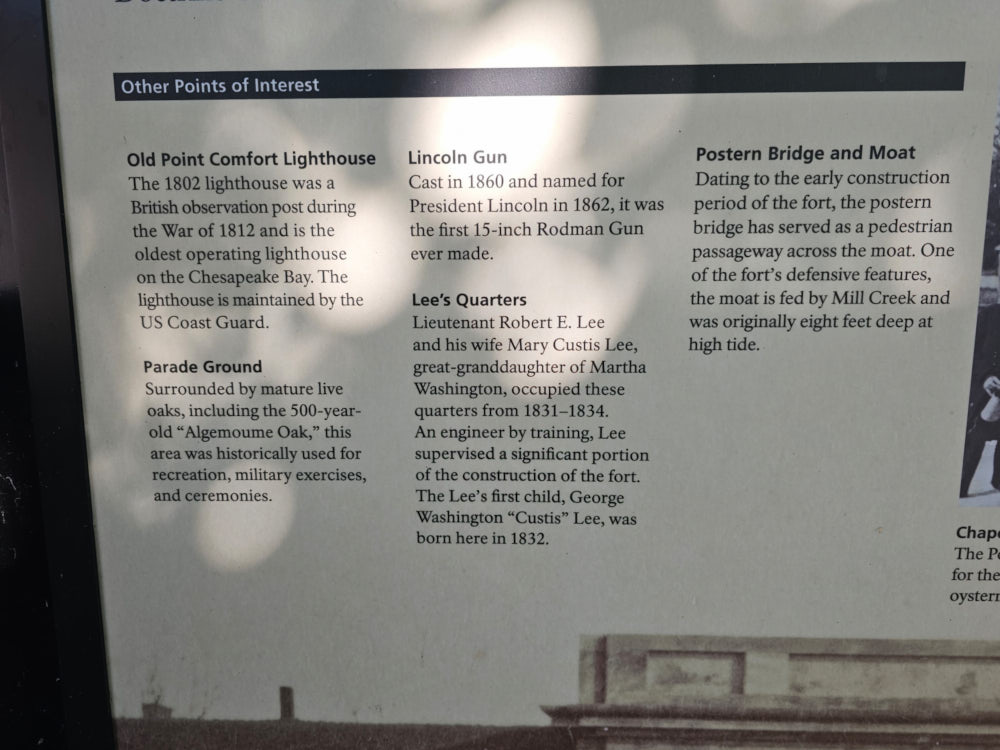 Other Points of Interest
Old Point Comfort Lighthouse
The 1802 lighthouse was a
British observation post during
the War of 1812 and is the
oldest operating lighthouse
on the Chesapeake Bay. The
lighthouse is maintained by the
US Coast Guard.
Parade Ground
Surrounded by mature live
oaks, including the 500-year-
old “Algemoume Oak,” this
area was historically used for
recreation, military exercises,
and ceremonies.
Lincoln Gun
Cast in 1860 and named for
President Lincoln in 1862, it was
the first 15-inch Rodman Gun
ever made.
Lee’s Quarters
Lieutenant Robert E. Lee
and his wife Mary Custis Lee,
great-granddaughter of Martha
Washington, occupied these
quarters from 1831–1834.
An engineer by training, Lee
supervised a significant portion
of the construction of the fort.
The Lee’s first child, George
Washington “Custis” Lee, was
born here in 1832.
Postern Bridge and Moat
Dating to the early construction
period of the fort, the postern
bridge has served as a pedestrian
passageway across the moat. One
of the fort’s defensive features,
the moat is fed by Mill Creek and
was originally eight feet deep at
high tide.
The
for the